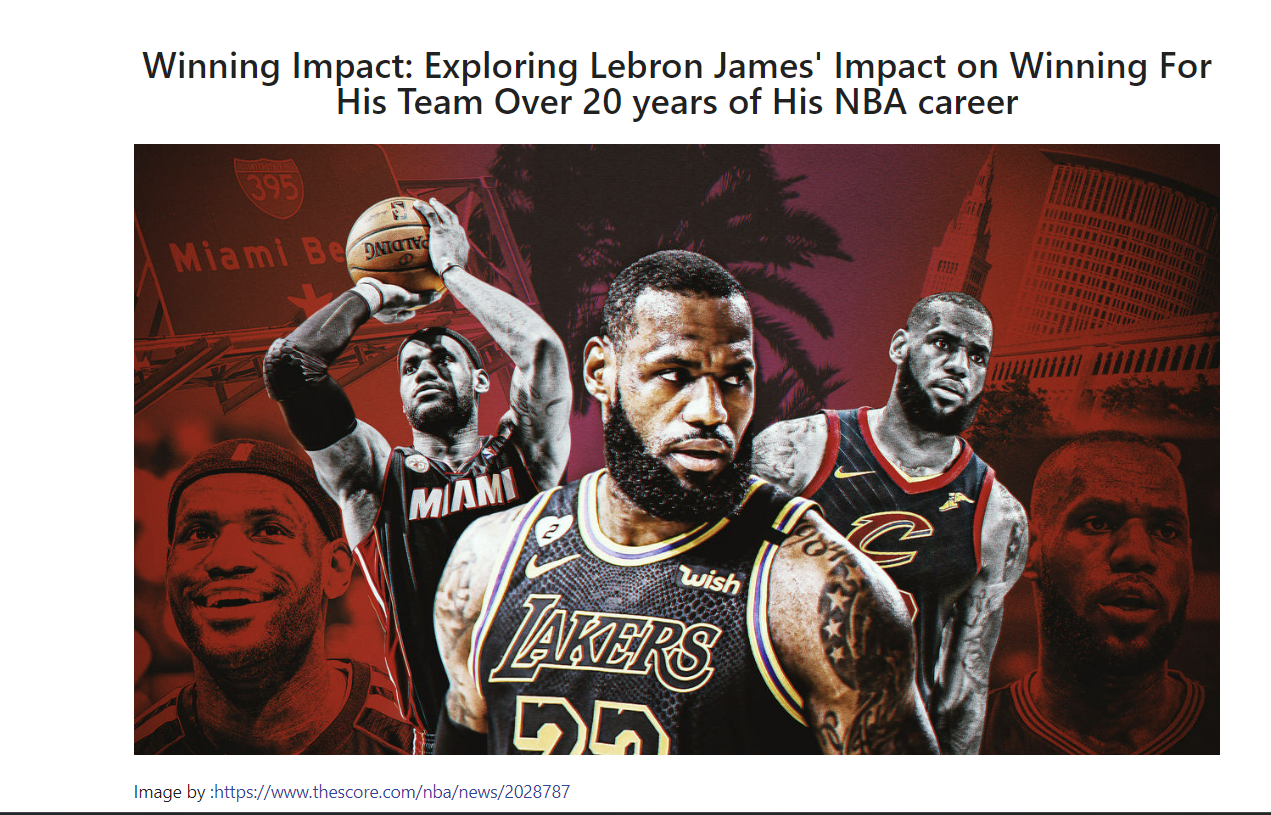 Winning Impact: Exploring Lebron James' Impact on Winning For
His Team Over 20 years of His NBA career
395
Miami Be
SPALDING
MIAMI
2
wish
LAKERS
23
C
Image by :https://www.thescore.com/nba/news/2028787